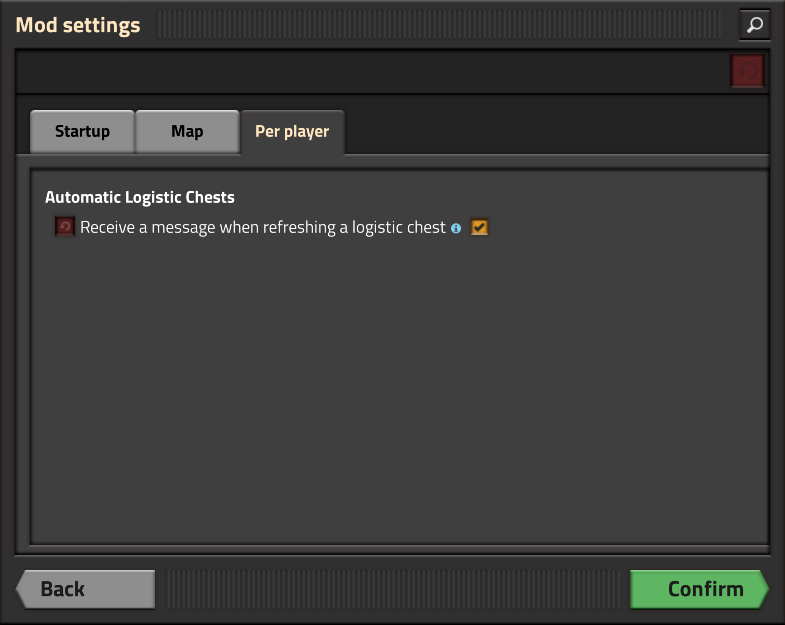 Mod settings
Startup Map Per player
Automatic Logistic Chests
Receive a message when refreshing a logistic chest
Back Confirm